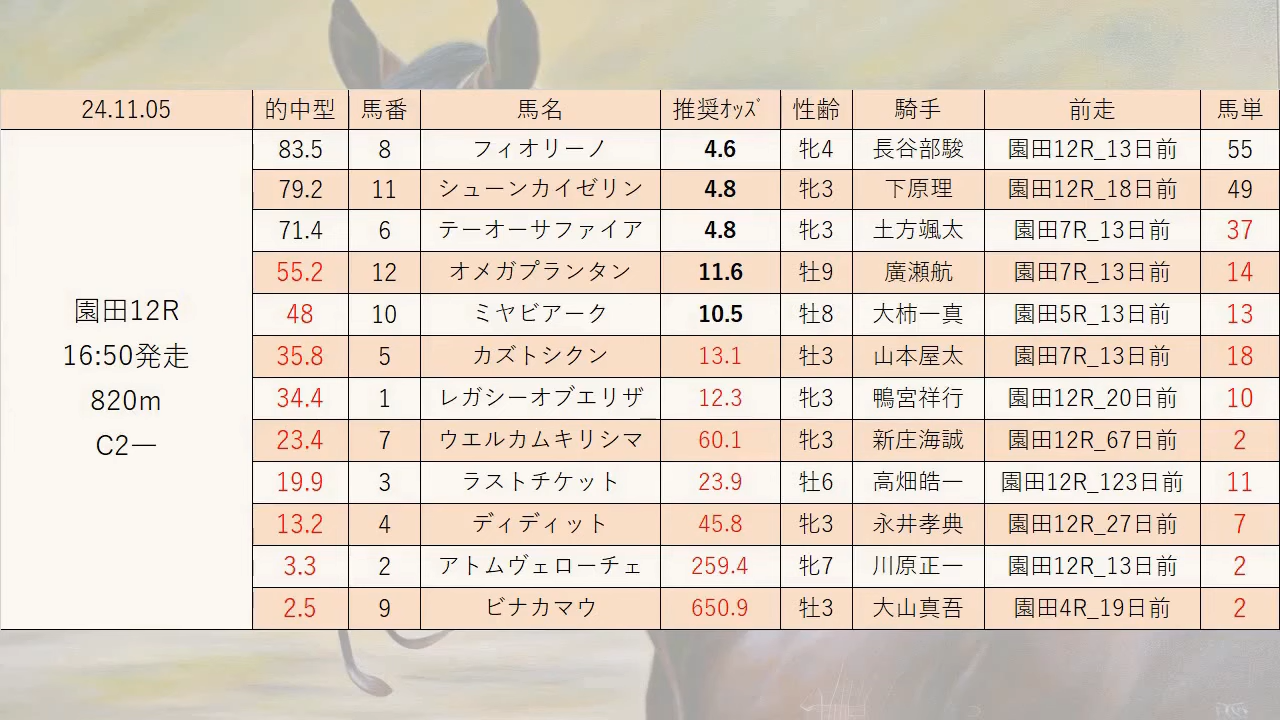 24.11.05 的中型 馬番 馬名 推奨ｵｯｽﾞ 性齢 騎手 前走 馬単
83.5 8 フィオリーノ 4.6 牝4 長谷部駿 園田12R_13日前 55
79.2 11 シューンカイゼリン 4.8 牝3 下原理 園田12R_18日前 49
71.4 6 テーオーサファイア 4.8 牝3 土方颯太 園田7R_13日前 37
55.2 12 オメガプランタン 11.6 牡9 廣瀬航 園田7R_13日前 14
48 10 ミヤビアーク 10.5 牡8 大柿一真 園田5R_13日前 13
35.8 5 カズトシクン 13.1 牡3 山本屋太 園田7R_13日前 18
34.4 1 レガシーオブエリザ 12.3 牝3 鴨宮祥行 園田12R_20日前 10
23.4 7 ウエルカムキリシマ 60.1 牝3 新庄海誠 園田12R_67日前 2
19.9 3 ラストチケット 23.9 牡6 高畑皓一 園田12R_123日前 11
13.2 4 ディディット 45.8 牝3 永井孝典 園田12R_27日前 7
3.3 2 アトムヴェローチェ 259.4 牝7 川原正一 園田12R_13日前 2
2.5 9 ビナカマウ 650.9 牡3 大山真吾 園田4R_19日前 2
園田12R
16:50発走
820m
C2一